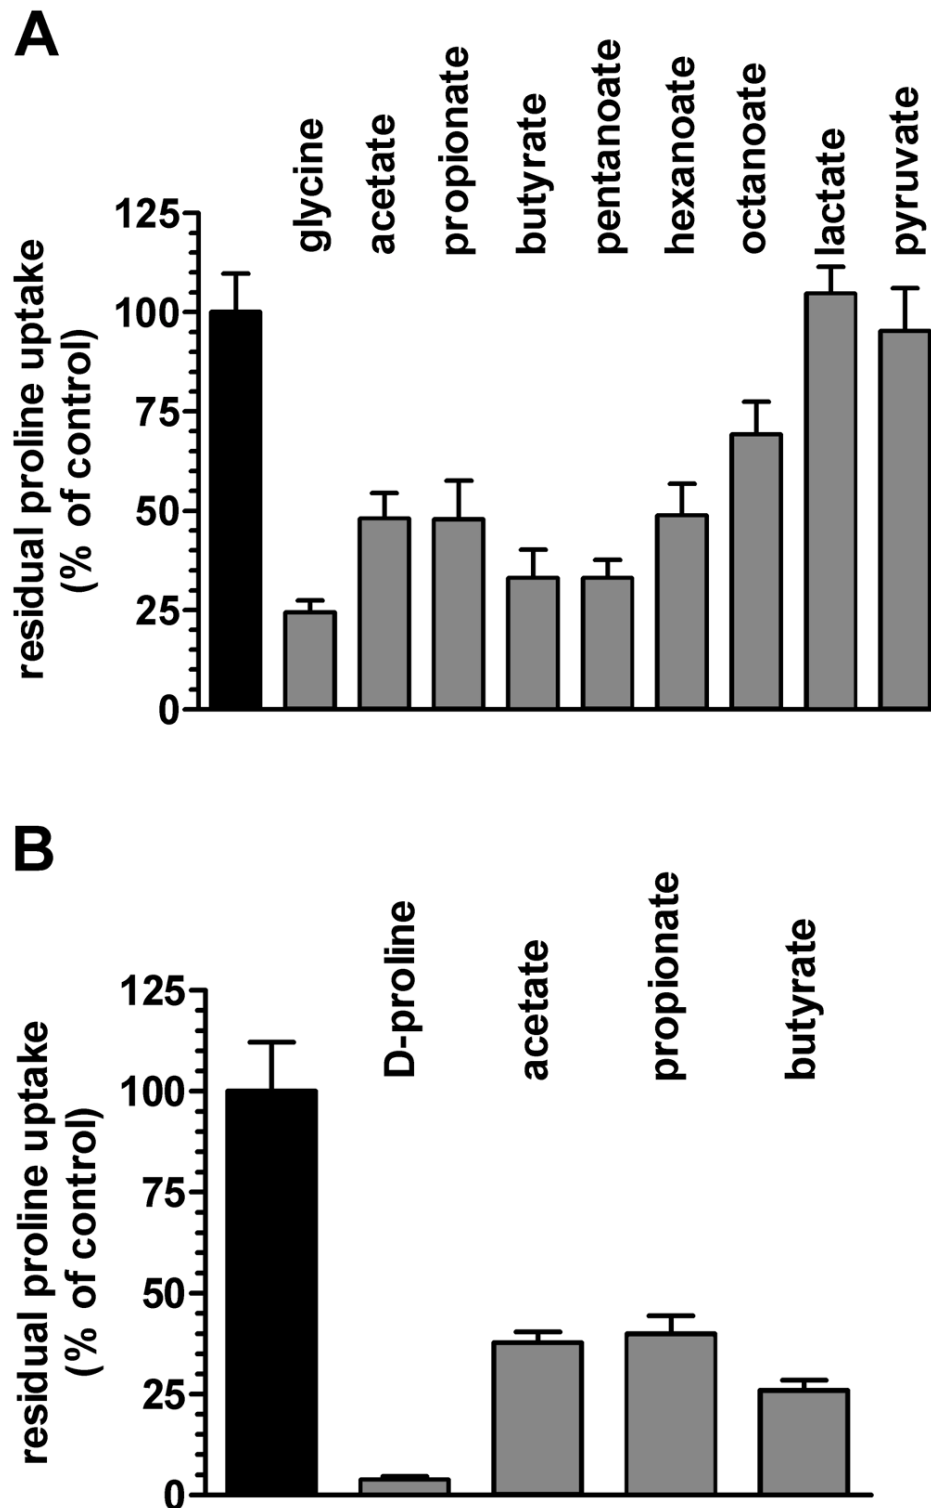 A
glycine
acetate
propionate
butyrate
pentanoate
hexanoate
octanoate
lactate
pyruvate
residual proline uptake
(% of control)
125
100
75
50
25
0
B
D-proline
acetate
propionate
butyrate
residual proline uptake
(% of control)
125
100
75
50
25
0